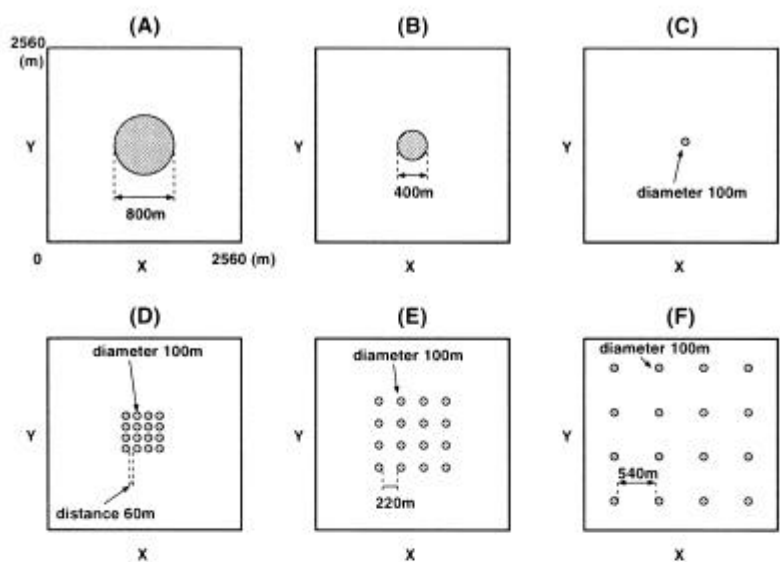 (A)
2560
(m)
Y
800m
0
X
2560 (m)
(B)
Y
400m
X
(C)
Y
diameter 100m
X
(D)
diameter 100m
Y
distance 60m
X
(E)
diameter 100m
Y
220m
X
(F)
diameter 100m
Y
540m
X